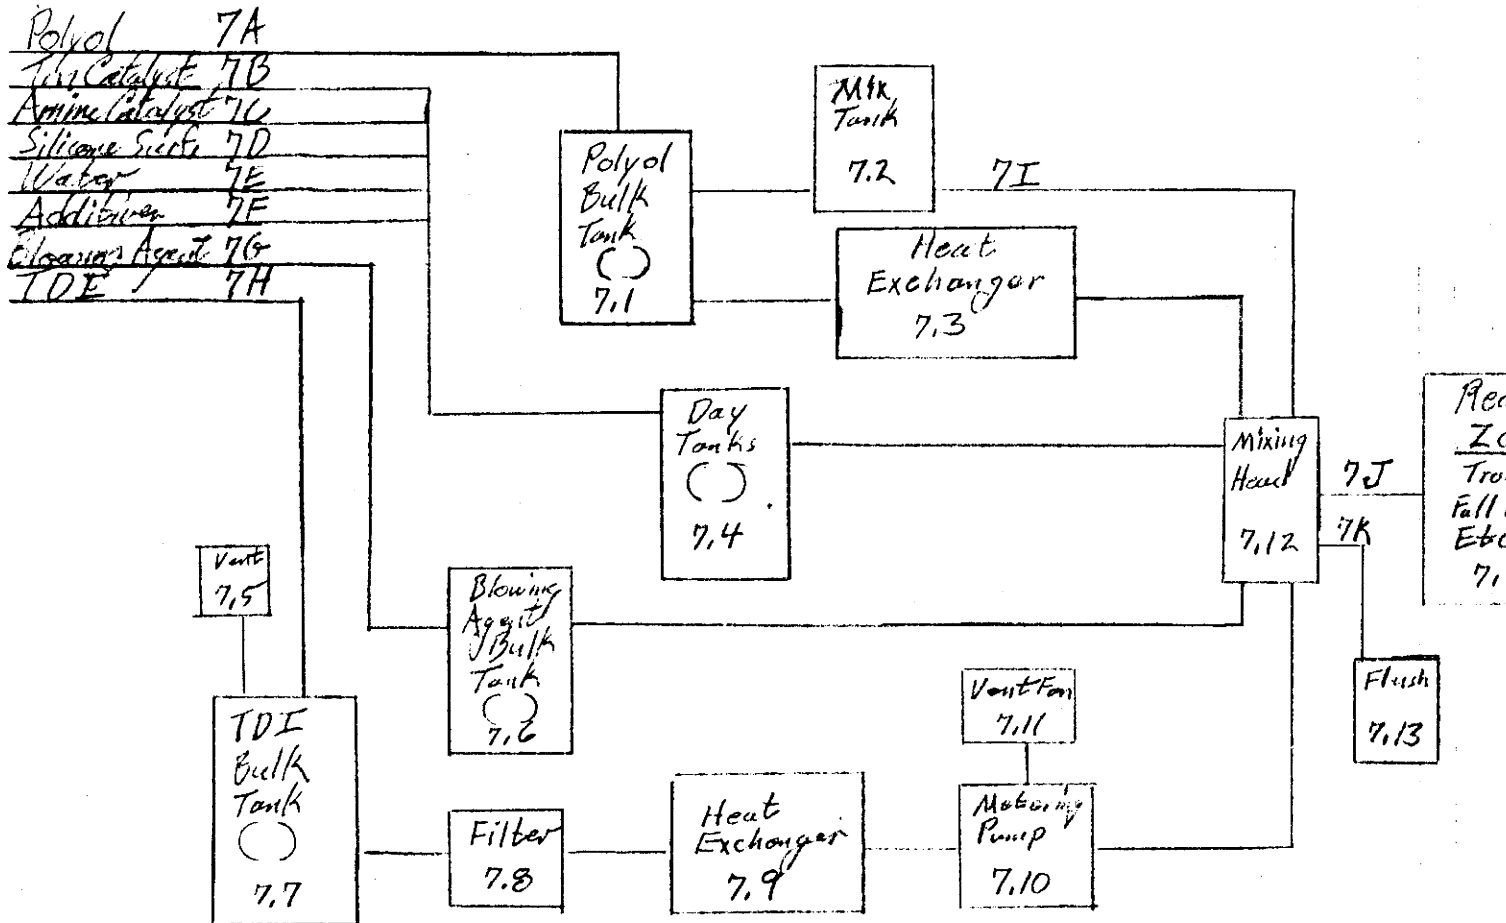 Polyol 7A
Tin Catalyst 7B
Amine Catalyst 7C
Silicone Surf. 7D
Water 7E
Additives 7F
Blowing Agent 7G
TDI 7H
Polyol
Bulk
Tank
7.1
Mix
Tank
7.2
7I
Heat
Exchanger
7.3
Day
Tanks
7.4
Vent
7.5
Blowing
Agent
Bulk
Tank
7.6
TDI
Bulk
Tank
7.7
Filter
7.8
Heat
Exchanger
7.9
Metering
Pump
7.10
Vent Fan
7.11
Mixing
Head
7.12
7J
7K
Flush
7.13
Fall
Etc
7.